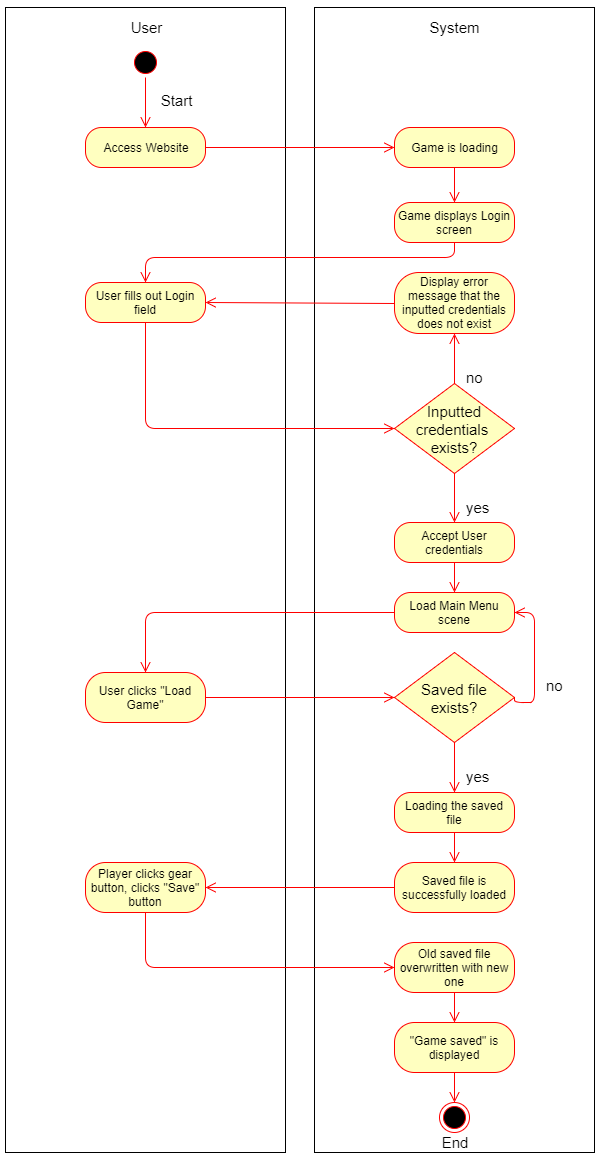 User
System
Start
Access Website
Game is loading
Game displays Login
screen
User fills out Login
field
Display error
message that the
inputted credentials
does not exist
no
Inputted
credentials
exists?
yes
Accept User
credentials
Load Main Menu
scene
User clicks "Load
Game"
Saved file
exists?
no
yes
Loading the saved
file
Player clicks gear
button, clicks "Save"
button
Saved file is
successfully loaded
Old saved file
overwritten with new
one
"Game saved" is
displayed
End